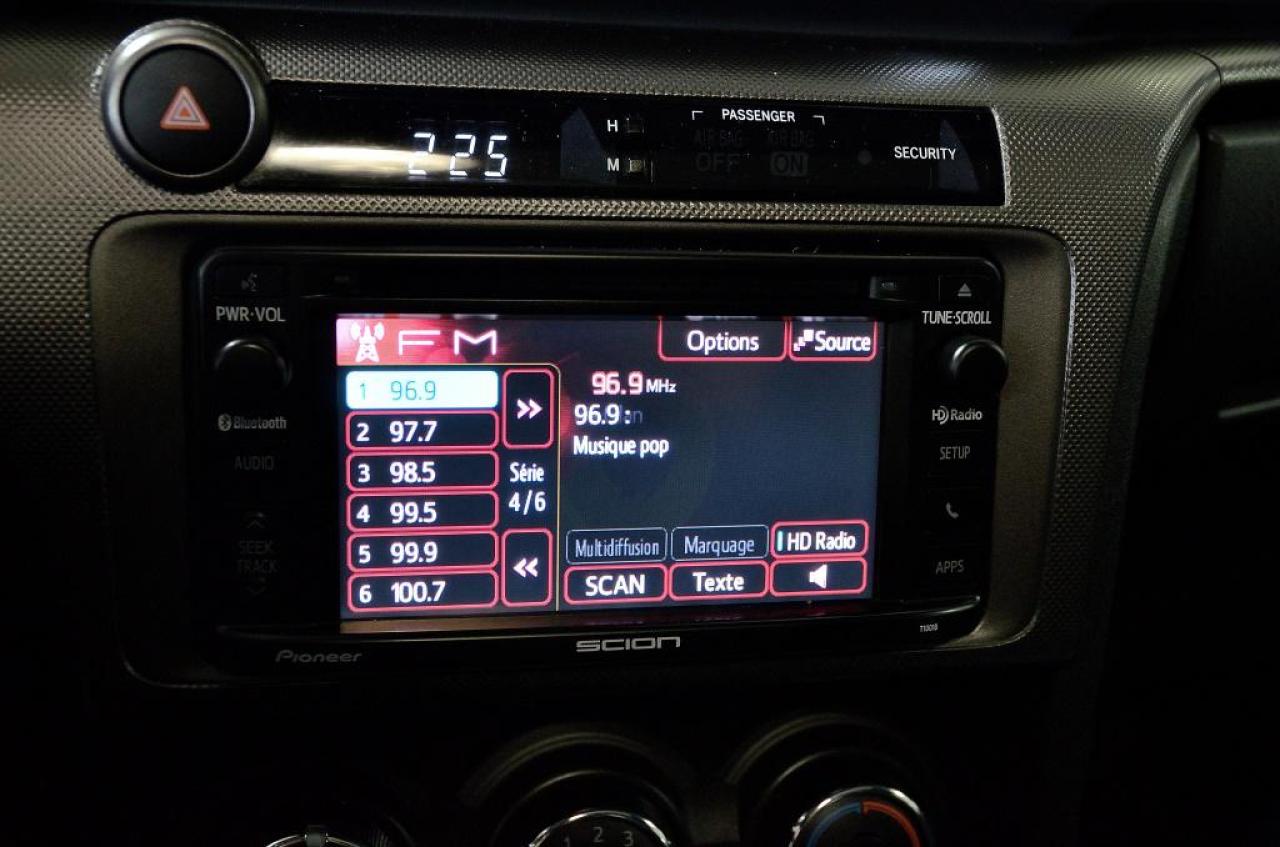 2 25
H
M
PASSENGER
AIR BAG AIR BAG
OFF ON
SECURITY
PWR·VOL
TUNE·SCROLL
Bluetooth
AUDIO
SEEK
TRACK
FM
Options
Source
1 96.9
2 97.7
3 98.5
4 99.5
5 99.9
6 100.7
Série
4/6
96.9 MHz
96.9 :
Musique pop
Multidiffusion
Marquage
HD Radio
SCAN
Texte
HD Radio
SETUP
APPS
Pioneer
SCION
1 2 3